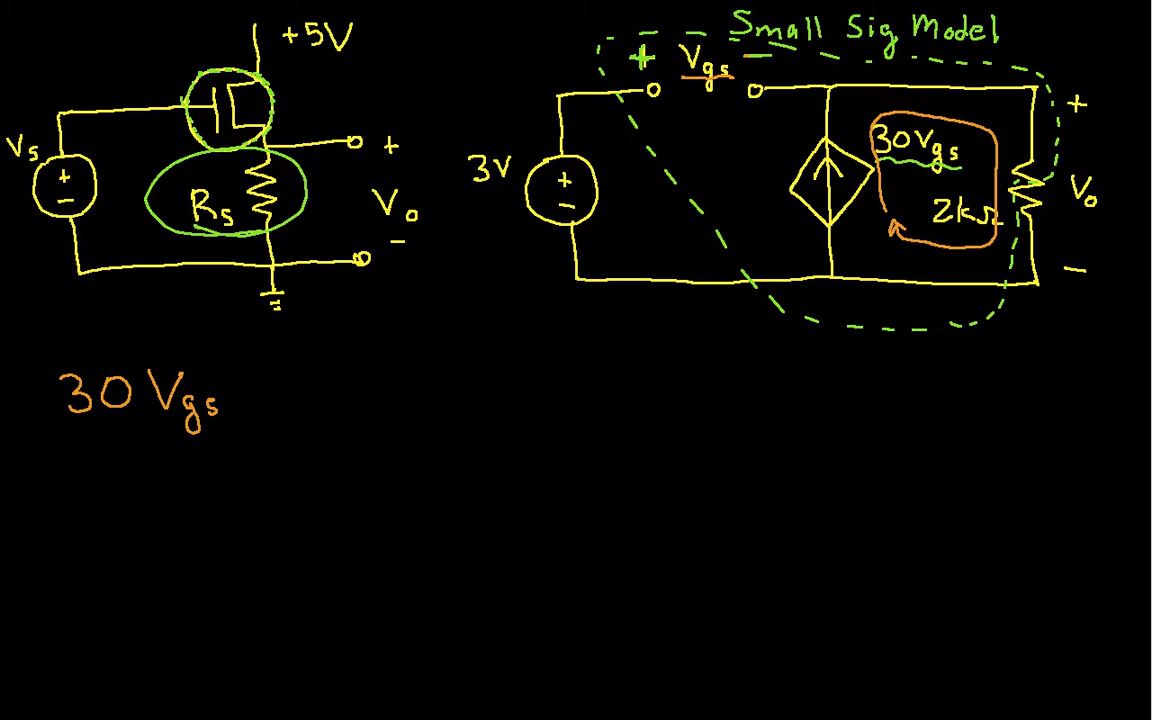 +5V
Vs
+
-
Rs
+
Vo
-
Small Sig Model
+ Vgs -
3V
+
-
30Vgs
2kΩ
+
Vo
-
30 Vgs